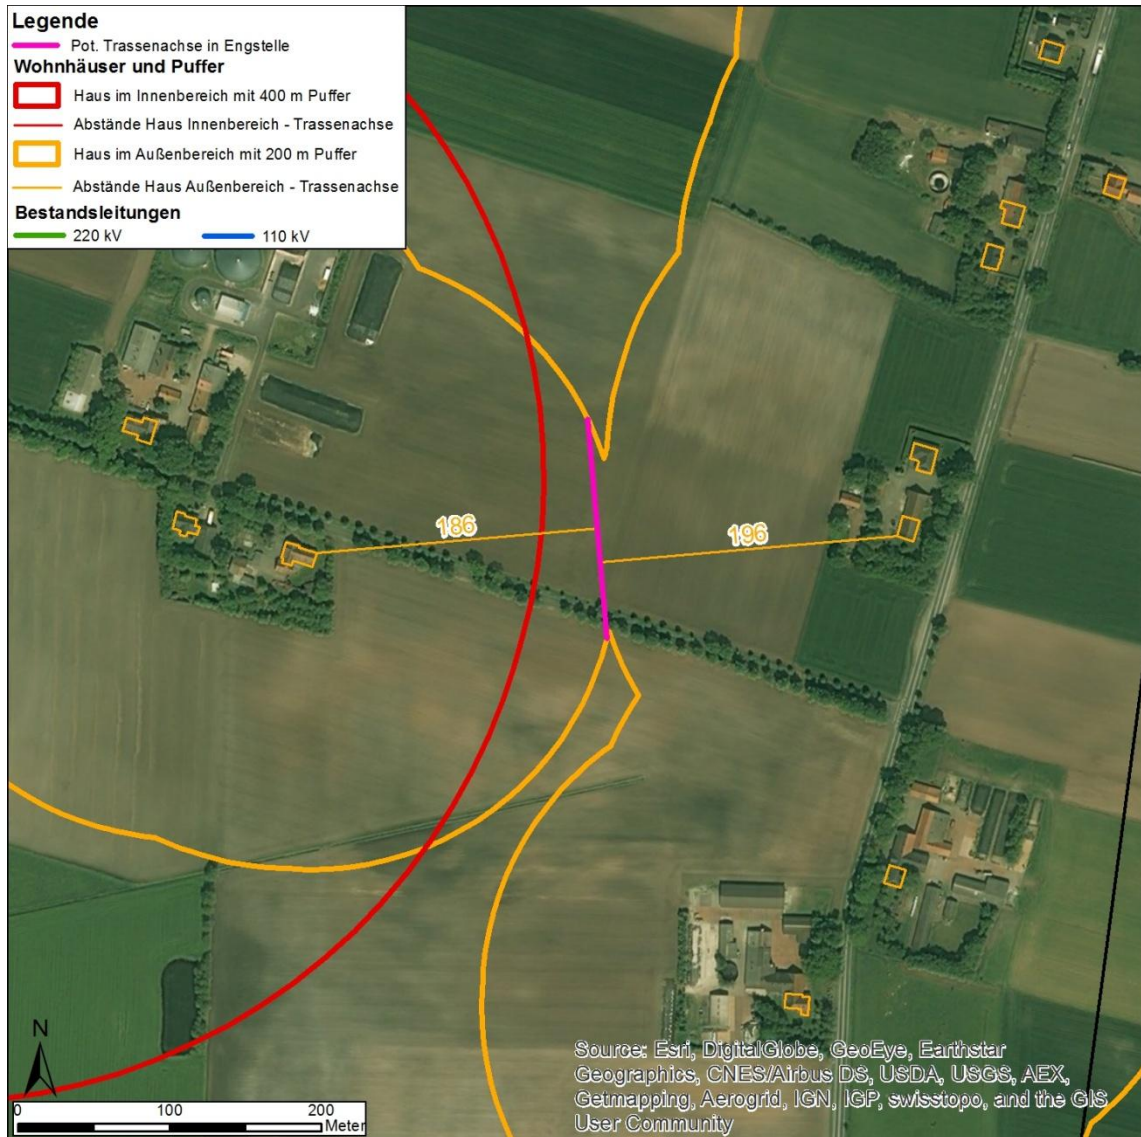 Legende
Pot. Trassenachse in Engstelle
Wohnhäuser und Puffer
Haus im Innenbereich mit 400 m Puffer
Abstände Haus Innenbereich - Trassenachse
Haus im Außenbereich mit 200 m Puffer
Abstände Haus Außenbereich - Trassenachse
Bestandsleitungen
220 kV 110 kV
186
196
N
0 100 200
Meter
Source: Esri, DigitalGlobe, GeoEye, Earthstar
Geographics, CNES/Airbus DS, USDA, USGS, AEX,
Getmapping, Aerogrid, IGN, IGP, swisstopo, and the GIS
User Community